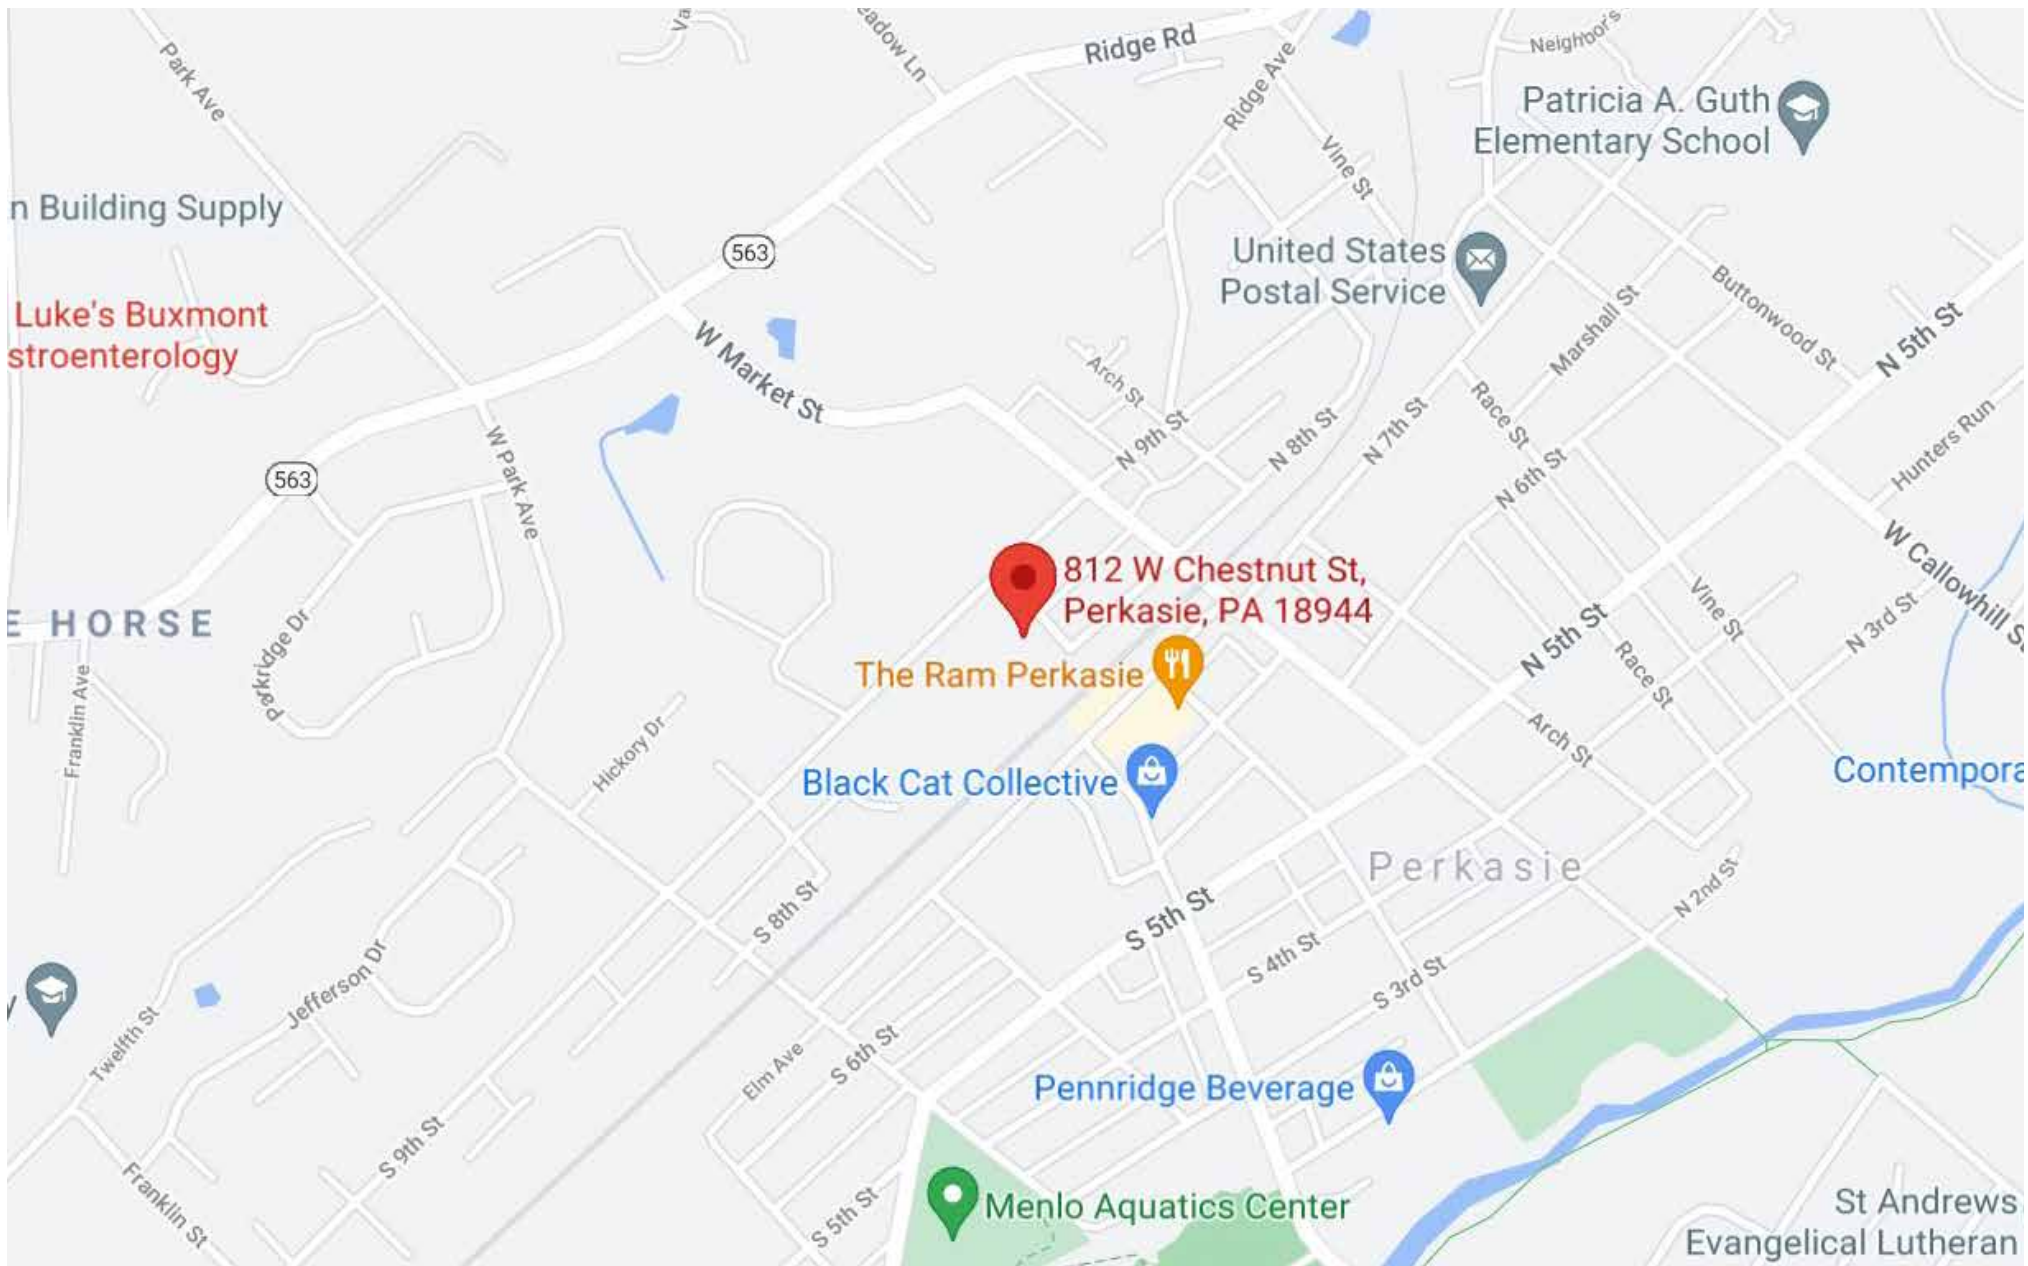 Park Ave
Va
eadow Ln
Ridge Rd
Ridge Ave
Neighbor's
Patricia A. Guth
Elementary School
Vine St
n Building Supply
563
United States
Postal Service
Marshall St
Buttonwood St
N 5th St
Luke's Buxmont
stroenterology
W Market St
Arch St
N 9th St
N 8th St
N 7th St
Race St
N 6th St
Hunters Run
W Park Ave
563
W Callowhill St
812 W Chestnut St,
Perkasie, PA 18944
Vine St
N 3rd St
E HORSE
Parkridge Dr
Franklin Ave
The Ram Perkasie
N 5th St
Race St
Arch St
Hickory Dr
Black Cat Collective
Contempora
Perkasie
S 8th St
S 5th St
N 2nd St
S 4th St
S 3rd St
Jefferson Dr
y
Twelfth St
Elm Ave
S 6th St
Pennridge Beverage
S 9th St
Franklin St
S 5th St
Menlo Aquatics Center
St Andrews
Evangelical Lutheran